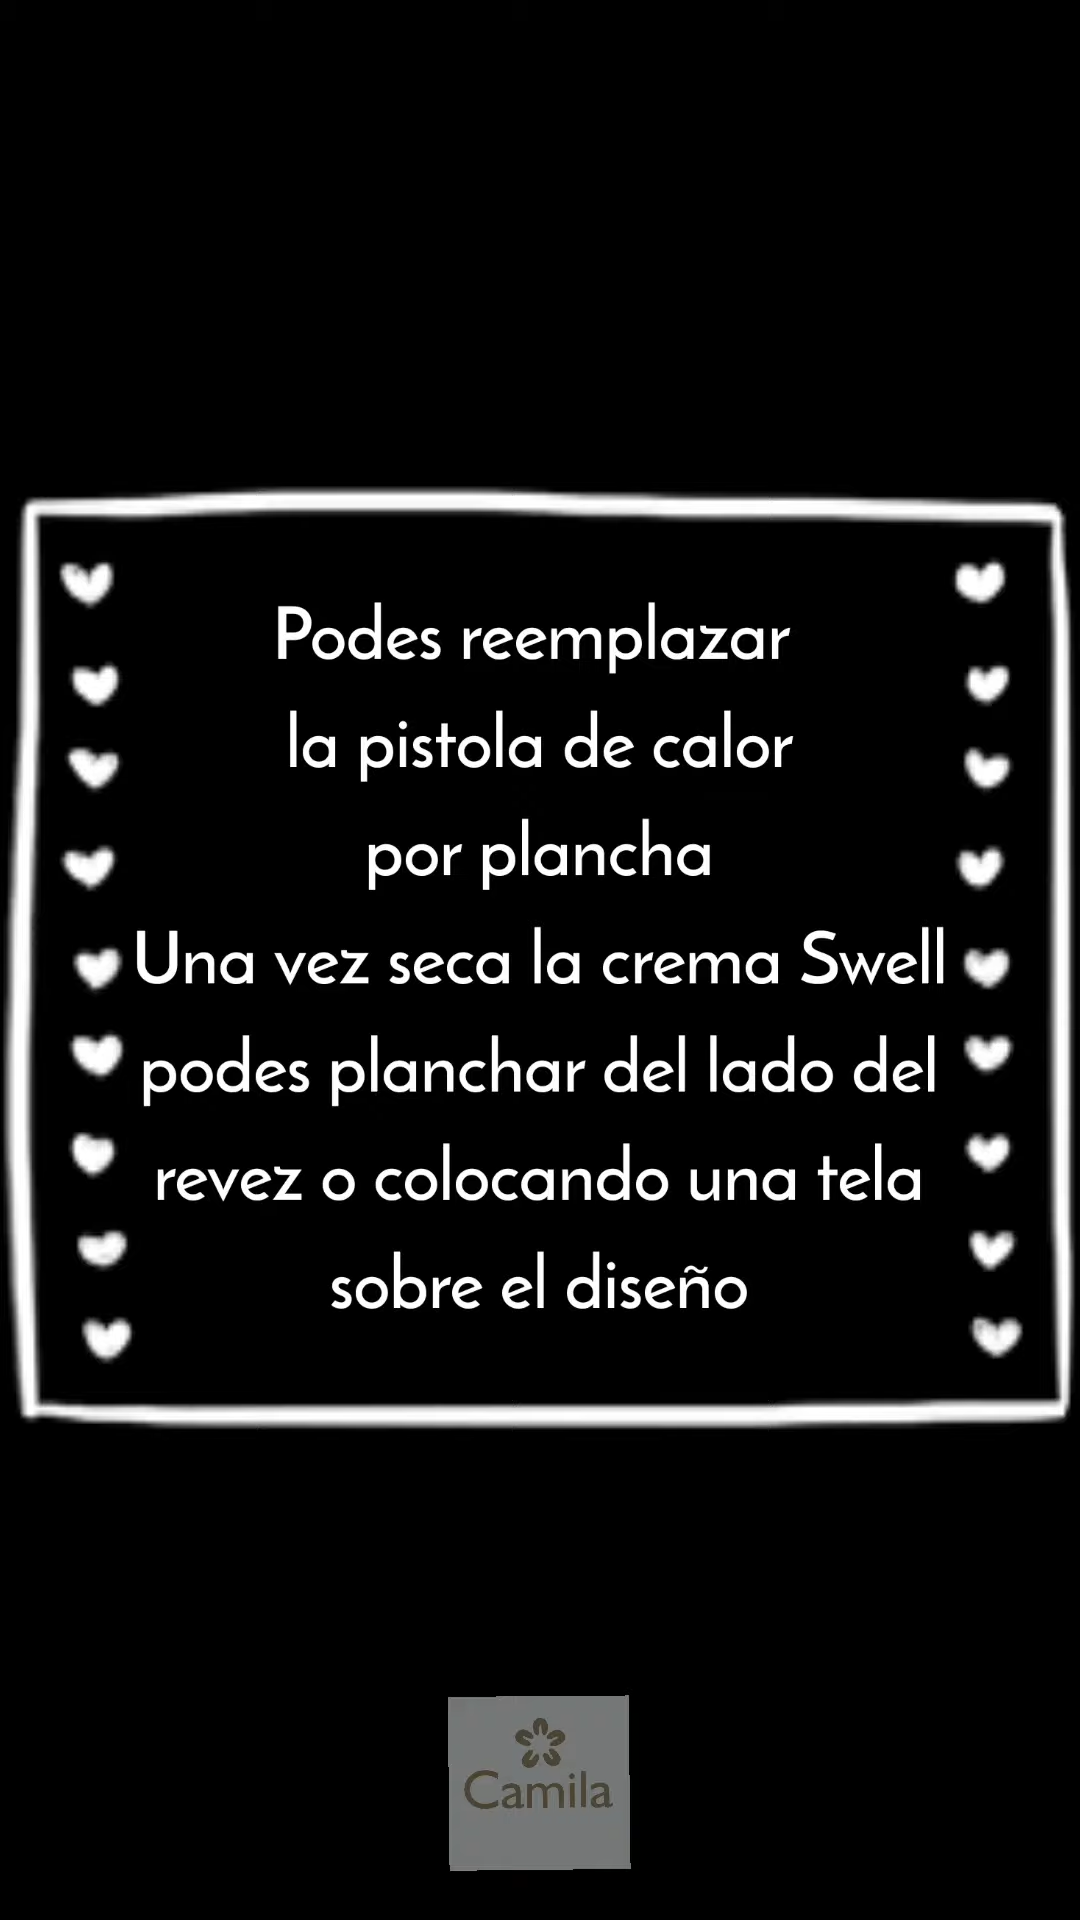 Podes reemplazar
la pistola de calor
por plancha
Una vez seca la crema Swell
podes planchar del lado del
revez o colocando una tela
sobre el diseño
Camila